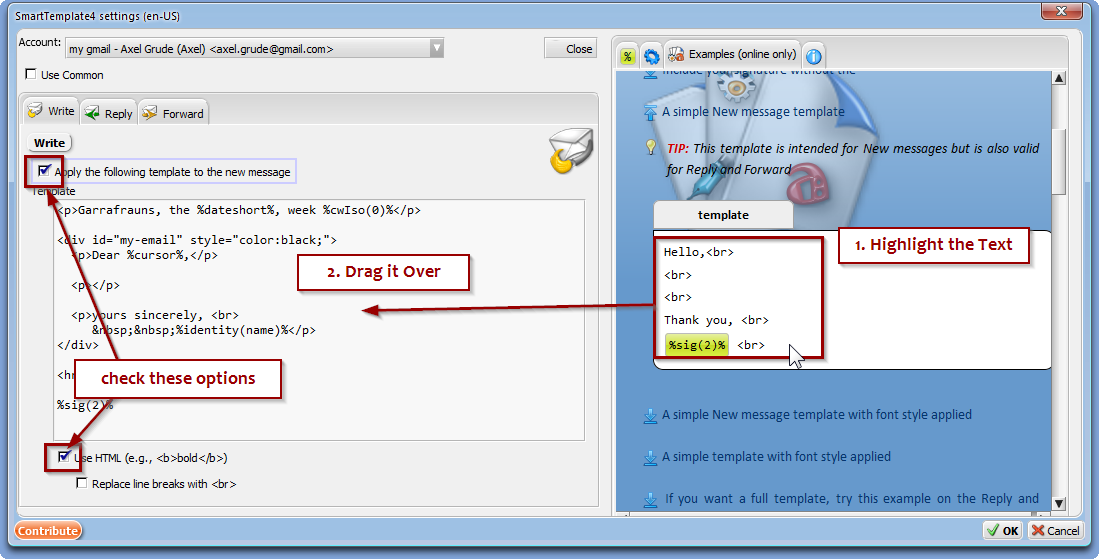 SmartTemplate4 settings (en-US)
Account: my gmail - Axel Grude (Axel) <axel.grude@gmail.com>
Close
Use Common
Write
Reply
Forward
Write
Apply the following template to the new message
Template
<p>Garrafrauns, the %dateshort%, week %cwIso(0)%</p>
<div id="my-email" style="color:black;">
<p>Dear %cursor%,</p>
<p></p>
<p>yours sincerely, <br>
&nbsp;&nbsp;%identity(name)%</p>
</div>
<h
%sig(2)%
2. Drag it Over
check these options
Use HTML (e.g., <b>bold</b>)
Replace line breaks with <br>
Contribute
%
Examples (online only)
Include your signature without the
A simple New message template
TIP: This template is intended for New messages but is also valid
for Reply and Forward
template
Hello,<br>
<br>
<br>
Thank you, <br>
%sig(2)% <br>
1. Highlight the Text
A simple New message template with font style applied
A simple template with font style applied
If you want a full template, try this example on the Reply and
OK
Cancel